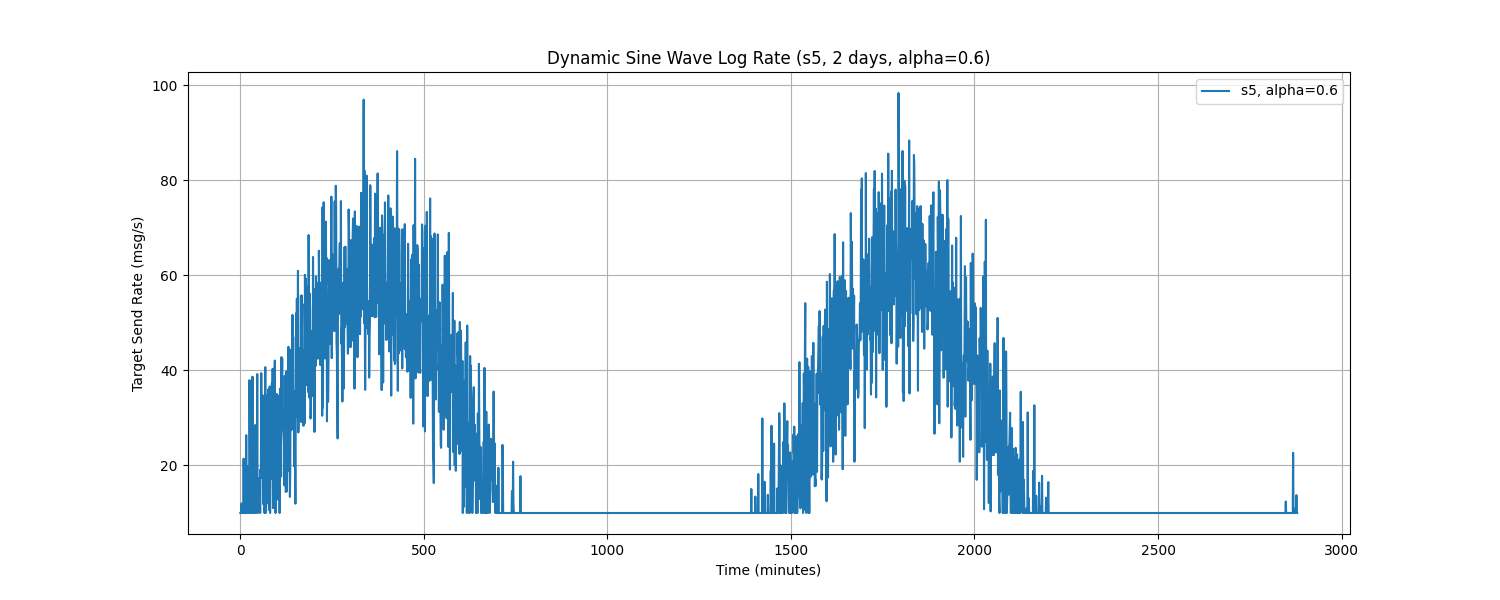 Dynamic Sine Wave Log Rate (s5, 2 days, alpha=0.6)
s5, alpha=0.6
Target Send Rate (msg/s)
100
80
60
40
20
0 500 1000 1500 2000 2500 3000
Time (minutes)